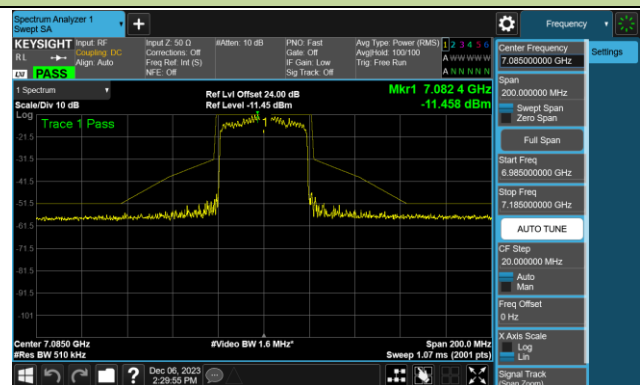 Spectrum Analyzer 1
Swept SA
+
Frequency
KEYSIGHT
RL
LW PASS
Input: RF
Coupling: DC
Align: Auto
Input Z: 50 Ω
Corrections: Off
Freq Ref: Int (S)
NFE: Off
#Atten: 10 dB
PNO: Fast
Gate: Off
IF Gain: Low
Sig Track: Off
Avg Type: Power (RMS)
Avg|Hold: 100/100
Trig: Free Run
1 2 3 4 5 6
A W W W W W
A N N N N N
1 Spectrum
Scale/Div 10 dB
Ref Lvl Offset 24.00 dB
Ref Level -11.45 dBm
Mkr1 7.082 4 GHz
-11.458 dBm
Log
Trace 1 Pass
1
-21.5
-31.5
-41.5
-51.5
-61.5
-71.5
-81.5
-91.5
-101
Center 7.0850 GHz
#Res BW 510 kHz
#Video BW 1.6 MHz*
Span 200.0 MHz
Sweep 1.07 ms (2001 pts)
Dec 06, 2023
2:29:55 PM
?
Settings
Center Frequency
7.085000000 GHz
Span
200.000000 MHz
Swept Span
Zero Span
Full Span
Start Freq
6.985000000 GHz
Stop Freq
7.185000000 GHz
AUTO TUNE
CF Step
20.000000 MHz
Auto
Man
Freq Offset
0 Hz
X Axis Scale
Log
Lin
Signal Track
(Span Zoom)